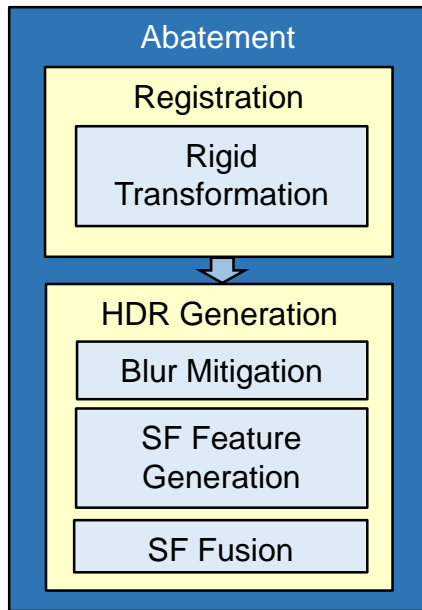 Abatement
Registration
Rigid
Transformation
HDR Generation
Blur Mitigation
SF Feature
Generation
SF Fusion